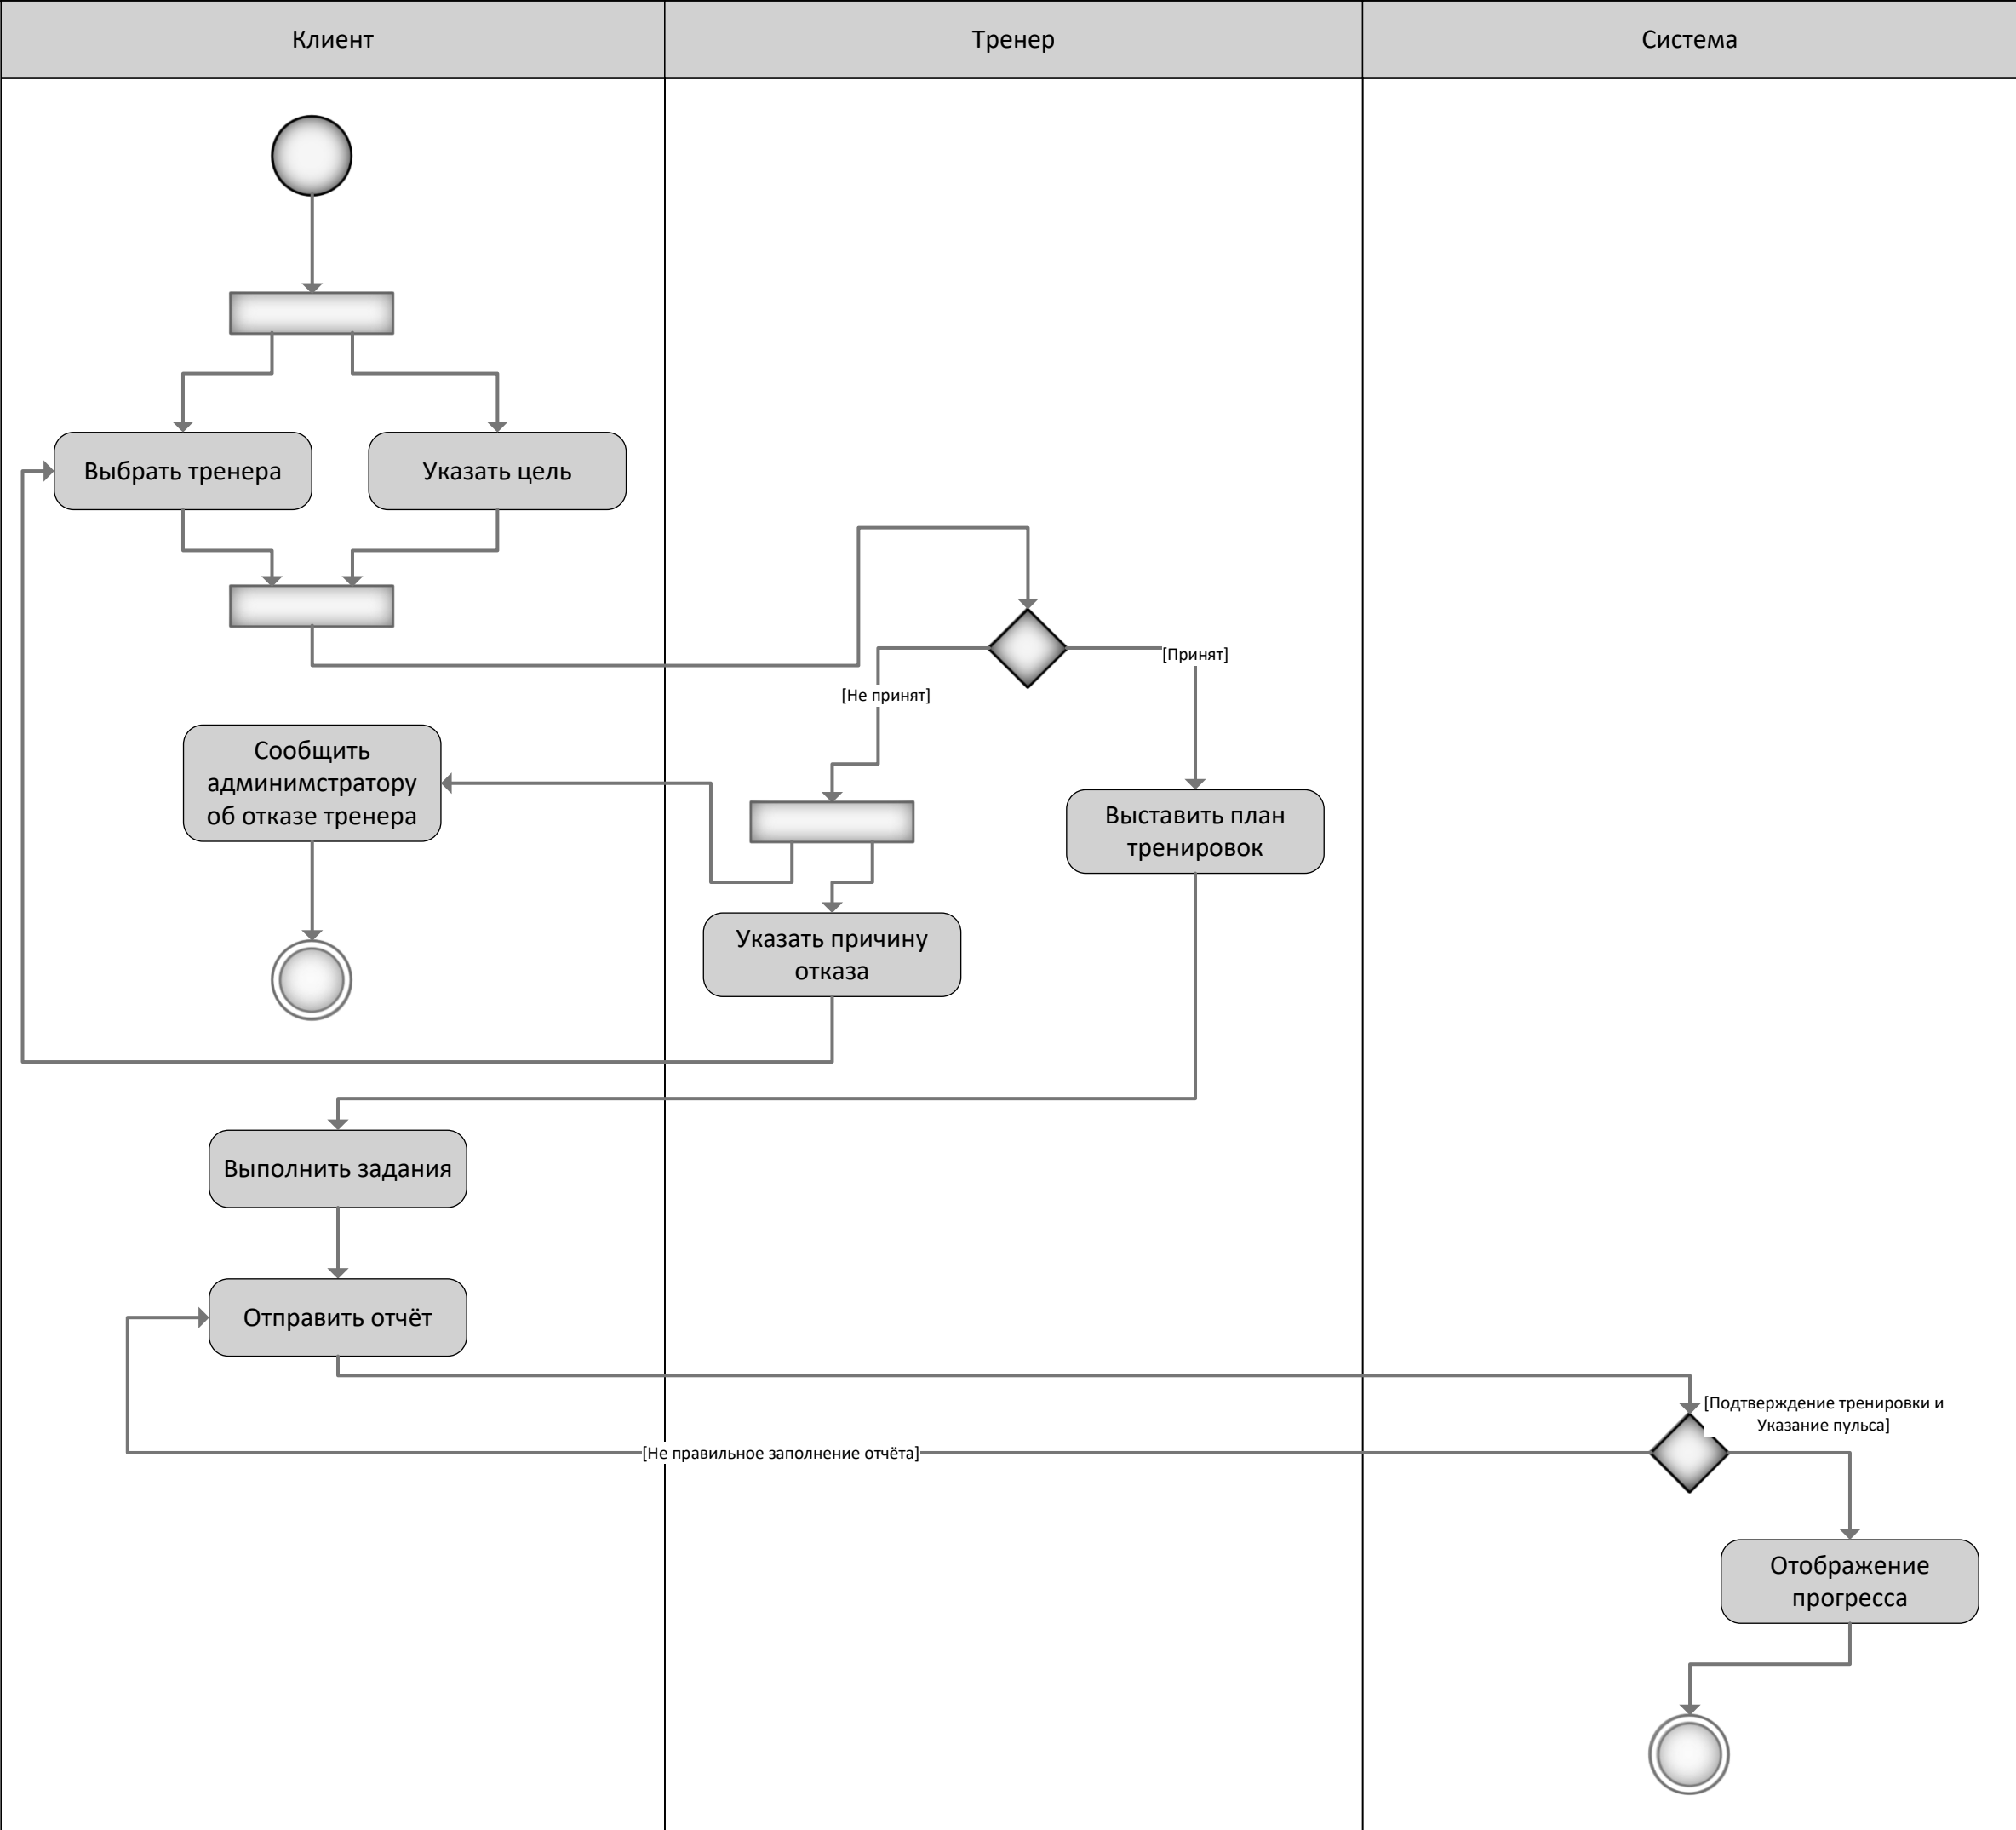 Клиент
Тренер
Система
Выбрать тренера
Указать цель
[Принят]
[Не принят]
Сообщить
админимстратору
об отказе тренера
Выставить план
тренировок
Указать причину
отказа
Выполнить задания
Отправить отчёт
[Подтверждение тренировки и
Указание пульса]
[Не правильное заполнение отчёта]
Отображение
прогресса